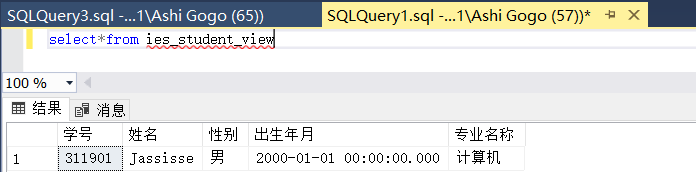 SQLQuery3.sql -...1\Ashi Gogo (65))
SQLQuery1.sql -...1\Ashi Gogo (57))*
select*from ies_student_view
100 %
结果 消息
学号 姓名 性别 出生年月 专业名称
1 311901 Jassisse 男 2000-01-01 00:00:00.000 计算机